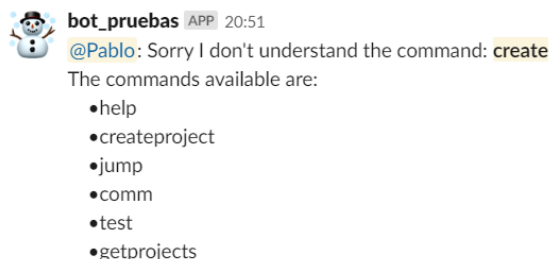 bot_pruebas APP 20:51
@Pablo: Sorry I don't understand the command: create
The commands available are:
•help
•createproject
•jump
•comm
•test
•getprojects